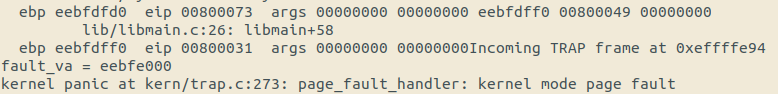 ebp eebfdfd0  eip 00800073  args 00000000 00000000 eebfdff0 00800049 00000000
lib/libmain.c:26: libmain+58
ebp eebfdff0  eip 00800031  args 00000000 00000000Incoming TRAP frame at 0xeffffe94
fault_va = eebfe000
kernel panic at kern/trap.c:273: page_fault_handler: kernel mode page fault